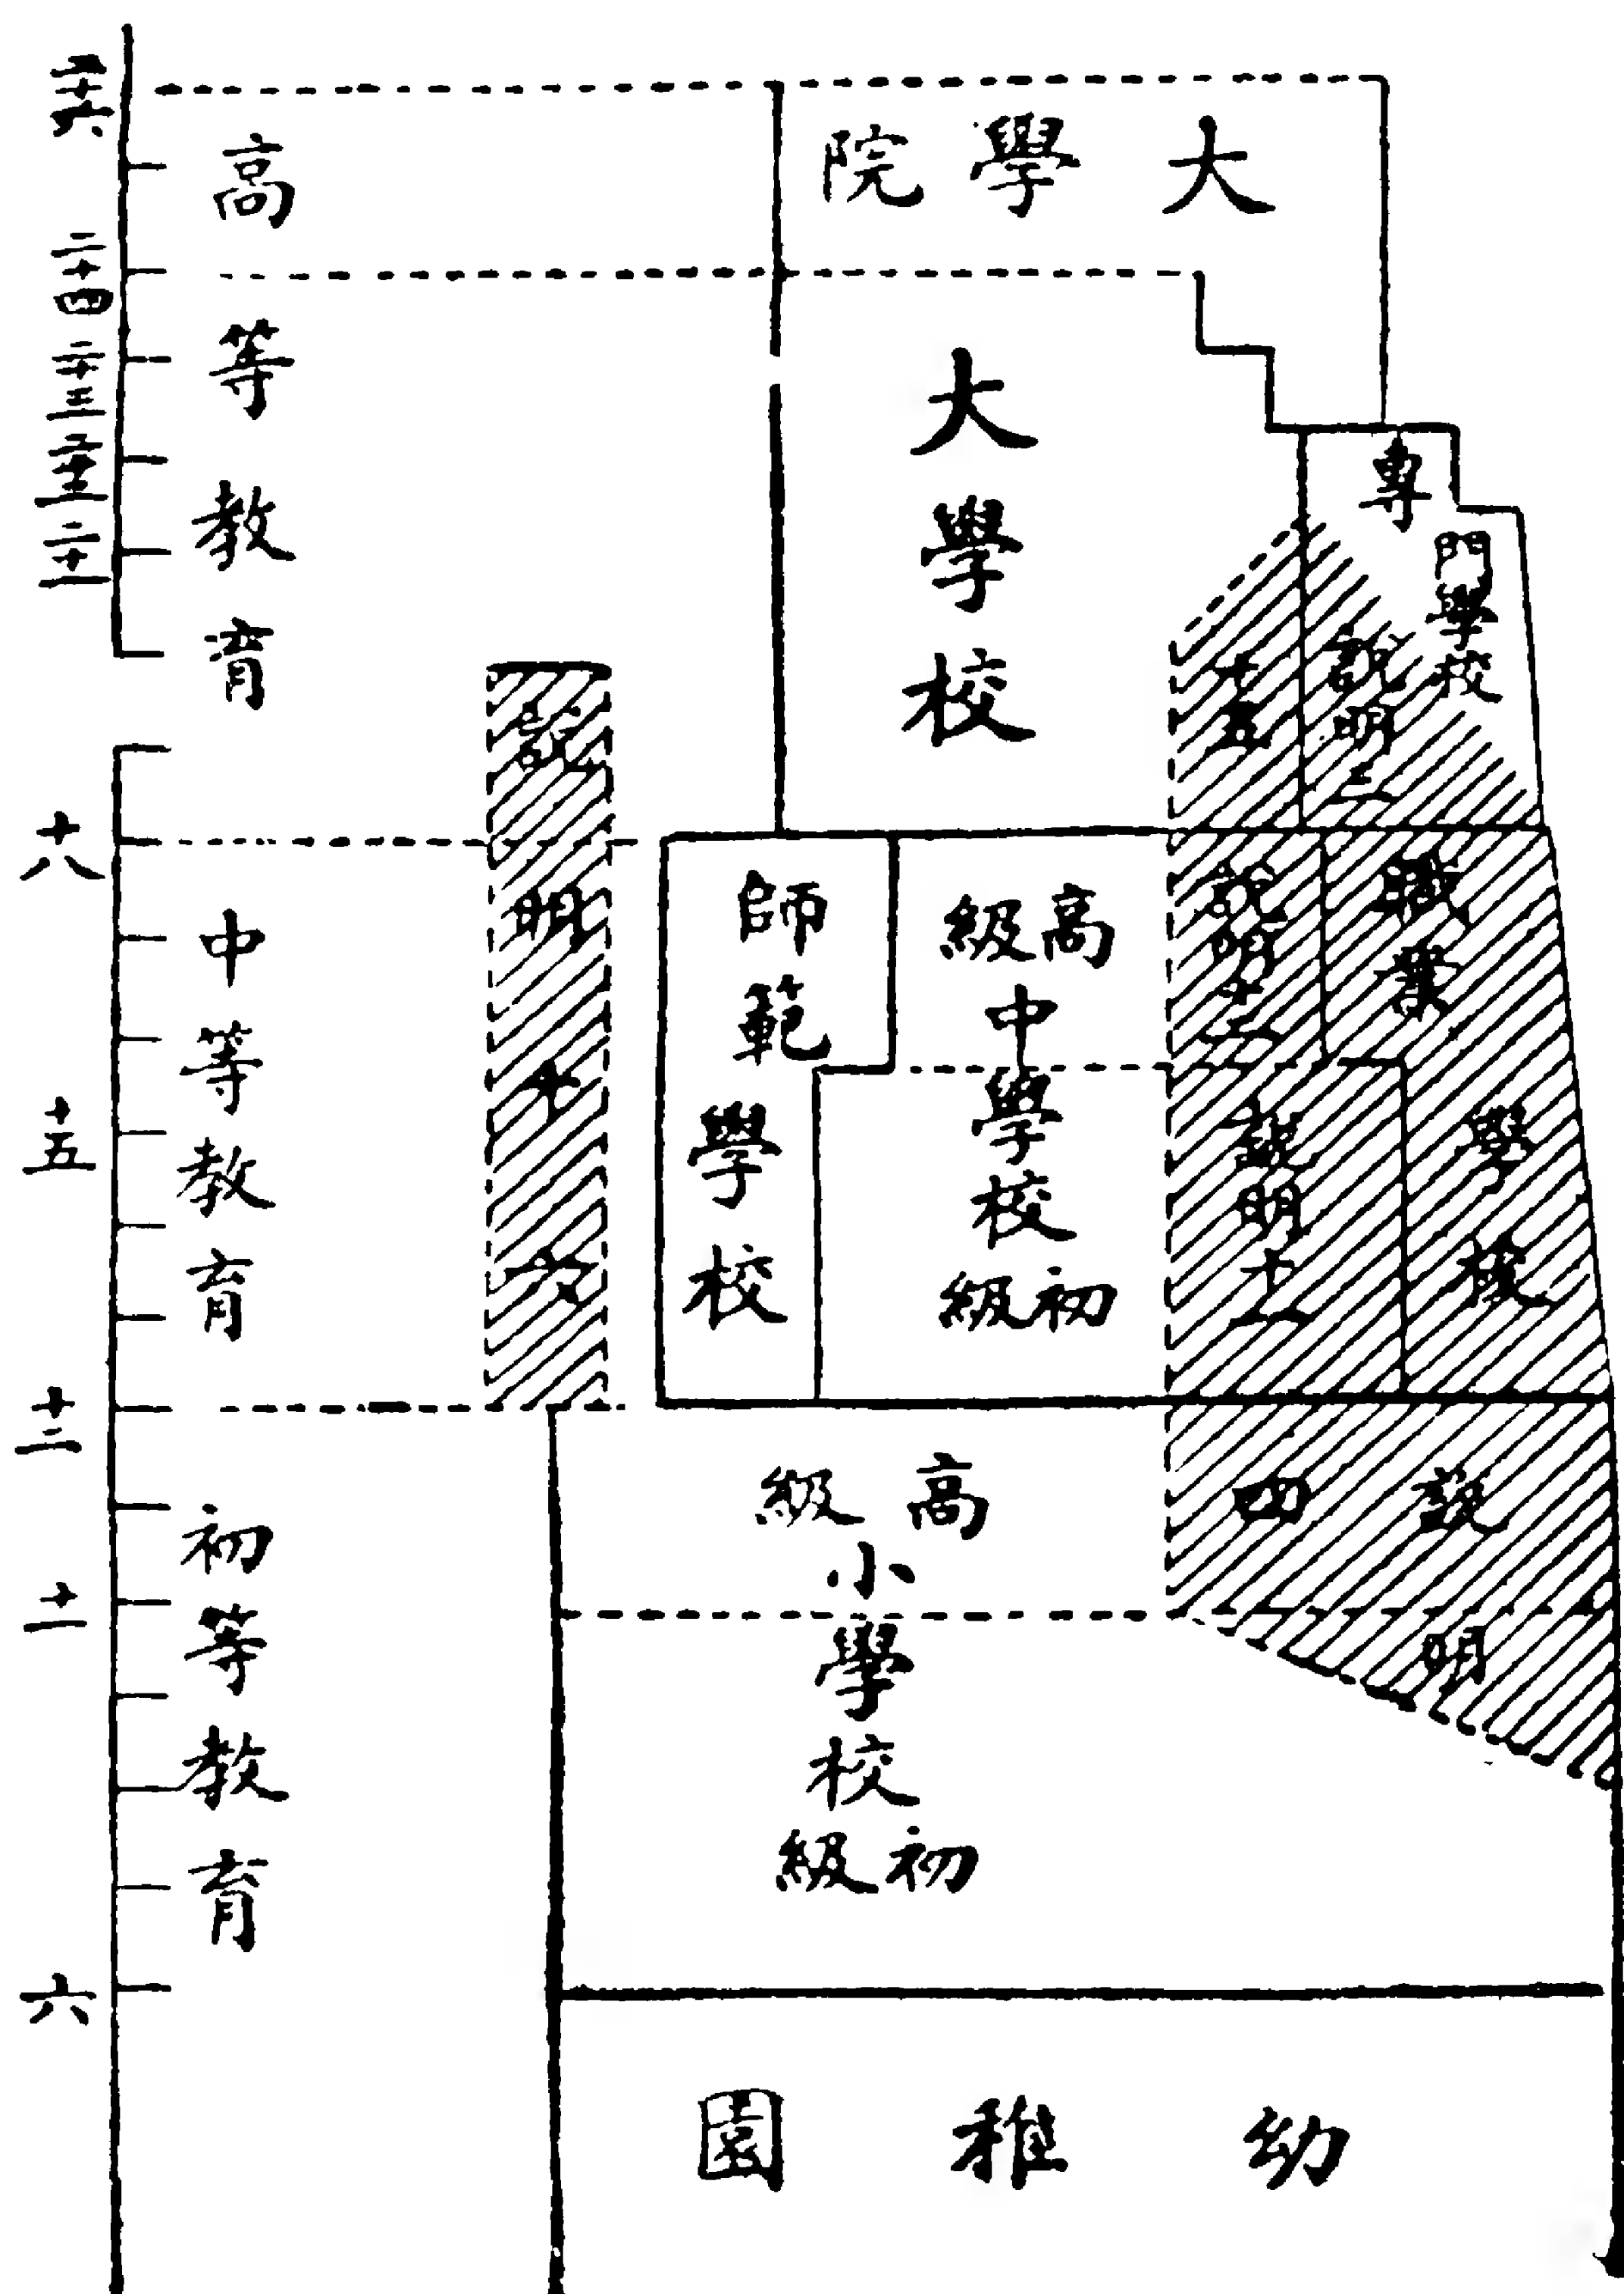 二十六
二十四
二十三
二十二
二十一
十八
十五
十二
十一
六
高等教育
中等教育
初等教育
說明十六
大學院
大學校
專門學校
說明三
十五
師範學校
高級
中學校
初級
說明十二
職業學校
說明十一
高級
小學校
初級
說明四
幼稚園